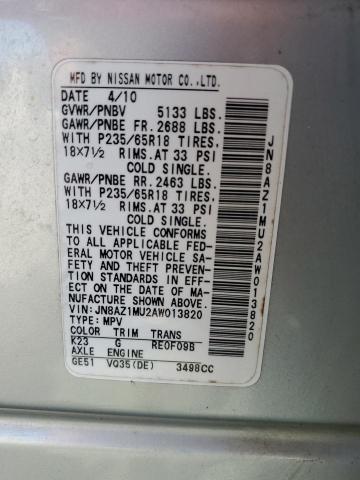 MFD BY NISSAN MOTOR CO.,LTD.
DATE 4/10
GVWR/PNBV 5133 LBS.
GAWR/PNBE FR. 2688 LBS.
WITH P235/65R18 TIRES,
18×7½ RIMS.AT 33 PSI
COLD SINGLE.
GAWR/PNBE RR. 2463 LBS.
WITH P235/65R18 TIRES,
18×7½ RIMS.AT 33 PSI
COLD SINGLE.
THIS VEHICLE CONFORMS
TO ALL APPLICABLE FED-
ERAL MOTOR VEHICLE SA-
FETY AND THEFT PREVEN-
TION STANDARDS IN EFF-
ECT ON THE DATE OF MA-
NUFACTURE SHOWN ABOVE.
VIN:JN8AZ1MU2AW013820
TYPE: MPV
COLOR TRIM TRANS
K23 G RE0F09B
AXLE ENGINE
GE51 VQ35(DE) 3498CC
JN8AZ1MU2AW013820